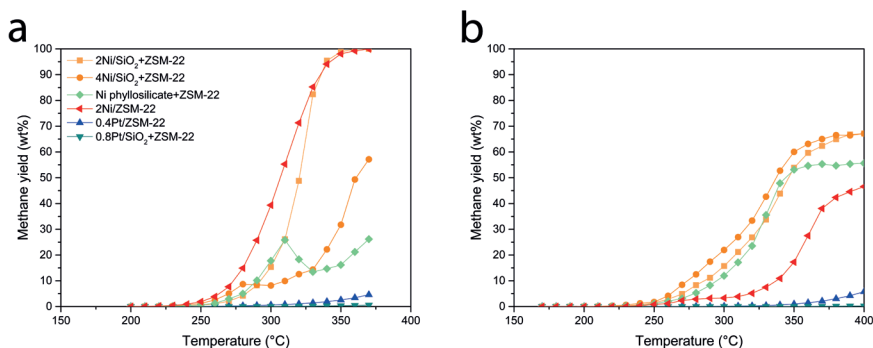 a
100
90
80
70
60
50
40
30
20
10
0
Methane yield (wt%)
2Ni/SiO₂+ZSM-22
4Ni/SiO₂+ZSM-22
Ni phyllosilicate+ZSM-22
2Ni/ZSM-22
0.4Pt/ZSM-22
0.8Pt/SiO₂+ZSM-22
150 200 250 300 350 400
Temperature (°C)
b
100
90
80
70
60
50
40
30
20
10
0
Methane yield (wt%)
150 200 250 300 350 400
Temperature (°C)